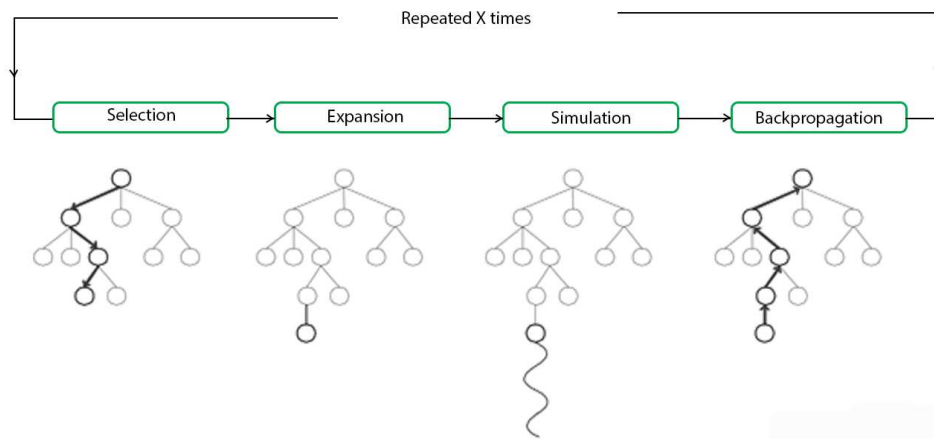 Repeated X times
Selection
Expansion
Simulation
Backpropagation